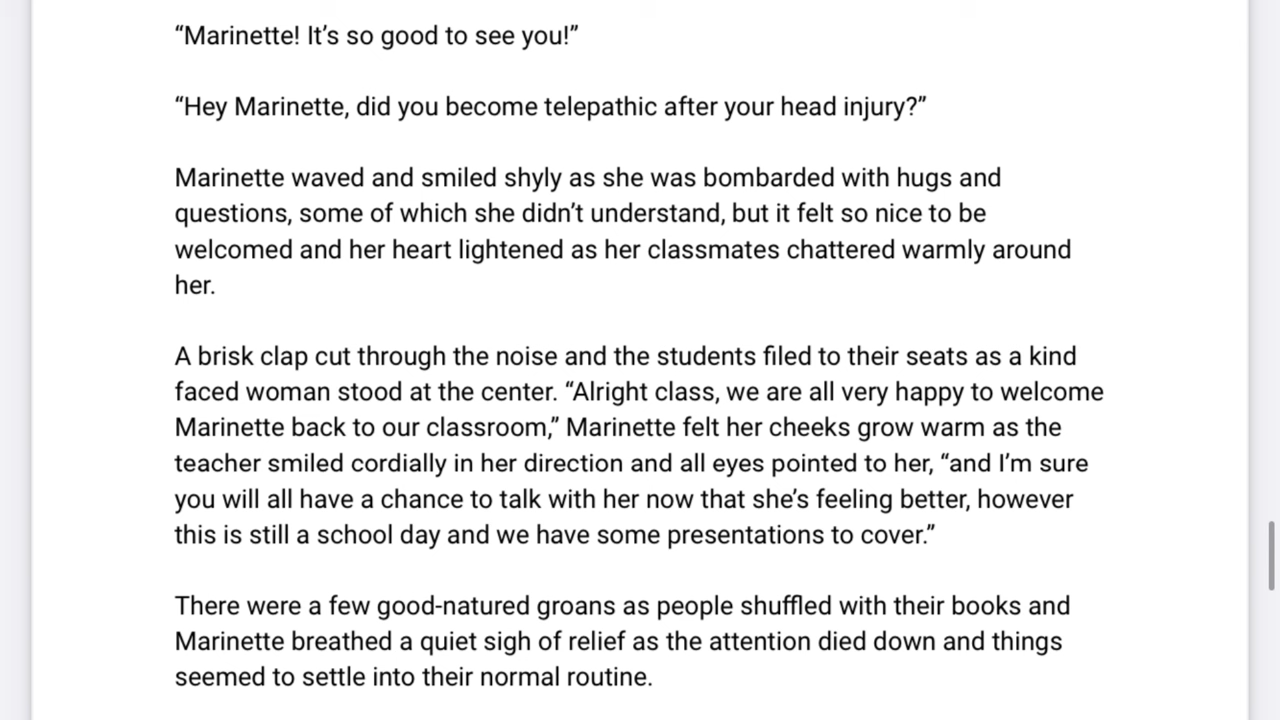 “Marinette! It’s so good to see you!”
“Hey Marinette, did you become telepathic after your head injury?”
Marinette waved and smiled shyly as she was bombarded with hugs and
questions, some of which she didn’t understand, but it felt so nice to be
welcomed and her heart lightened as her classmates chattered warmly around
her.
A brisk clap cut through the noise and the students filed to their seats as a kind
faced woman stood at the center. “Alright class, we are all very happy to welcome
Marinette back to our classroom,” Marinette felt her cheeks grow warm as the
teacher smiled cordially in her direction and all eyes pointed to her, “and I’m sure
you will all have a chance to talk with her now that she’s feeling better, however
this is still a school day and we have some presentations to cover.”
There were a few good-natured groans as people shuffled with their books and
Marinette breathed a quiet sigh of relief as the attention died down and things
seemed to settle into their normal routine.